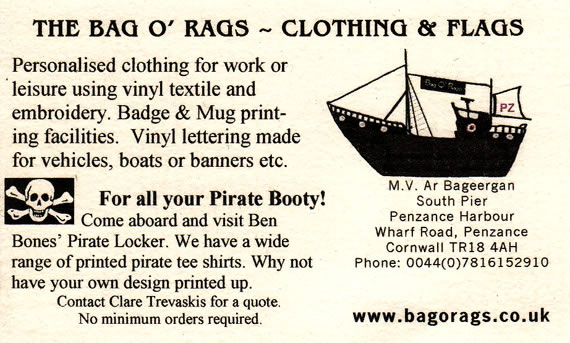 THE BAG O' RAGS ~ CLOTHING & FLAGS
Personalised clothing for work or
leisure using vinyl textile and
embroidery. Badge & Mug print-
ing facilities. Vinyl lettering made
for vehicles, boats or banners etc.
For all your Pirate Booty!
Come aboard and visit Ben
Bones' Pirate Locker. We have a wide
range of printed pirate tee shirts. Why not
have your own design printed up.
Contact Clare Trevaskis for a quote.
No minimum orders required.
Bag O' Rags
PZ
M.V. Ar Bageergan
South Pier
Penzance Harbour
Wharf Road, Penzance
Cornwall TR18 4AH
Phone: 0044(0)7816152910
www.bagorags.co.uk